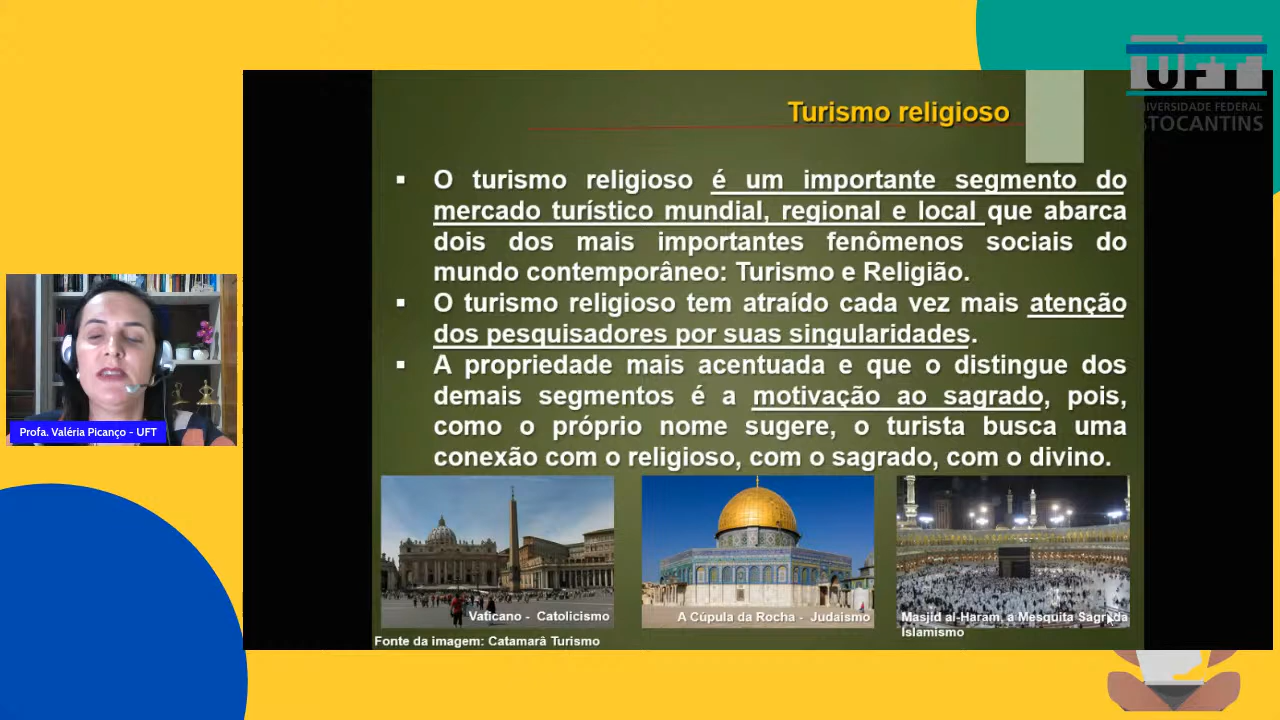 UFT
UNIVERSIDADE FEDERAL
TOCANTINS
Turismo religioso
▪ O turismo religioso é um importante segmento do
mercado turístico mundial, regional e local que abarca
dois dos mais importantes fenômenos sociais do
mundo contemporâneo: Turismo e Religião.
▪ O turismo religioso tem atraído cada vez mais atenção
dos pesquisadores por suas singularidades.
▪ A propriedade mais acentuada e que o distingue dos
demais segmentos é a motivação ao sagrado, pois,
como o próprio nome sugere, o turista busca uma
conexão com o religioso, com o sagrado, com o divino.
Vaticano - Catolicismo
A Cúpula da Rocha - Judaismo
Masjid al-Haram, a Mesquita Sagrada
Islamismo
Fonte da imagem: Catamarã Turismo
Profa. Valéria Picanço - UFT